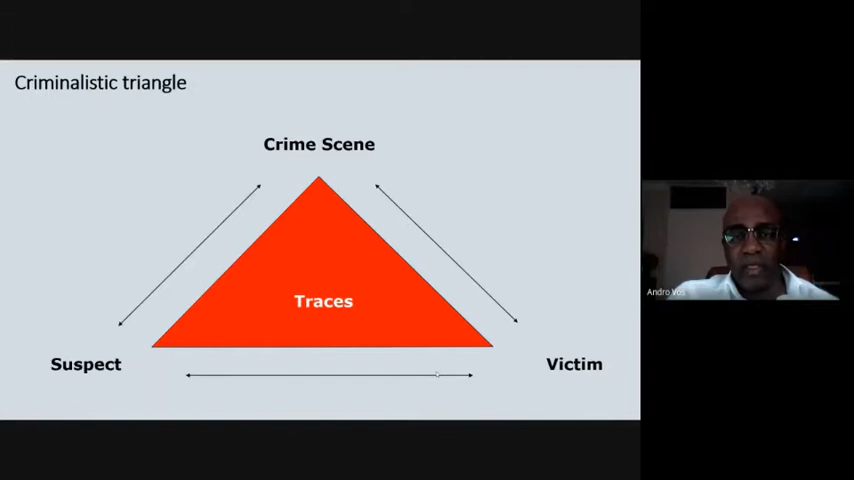 Criminalistic triangle
Crime Scene
Traces
Suspect
Victim
Andro Vos